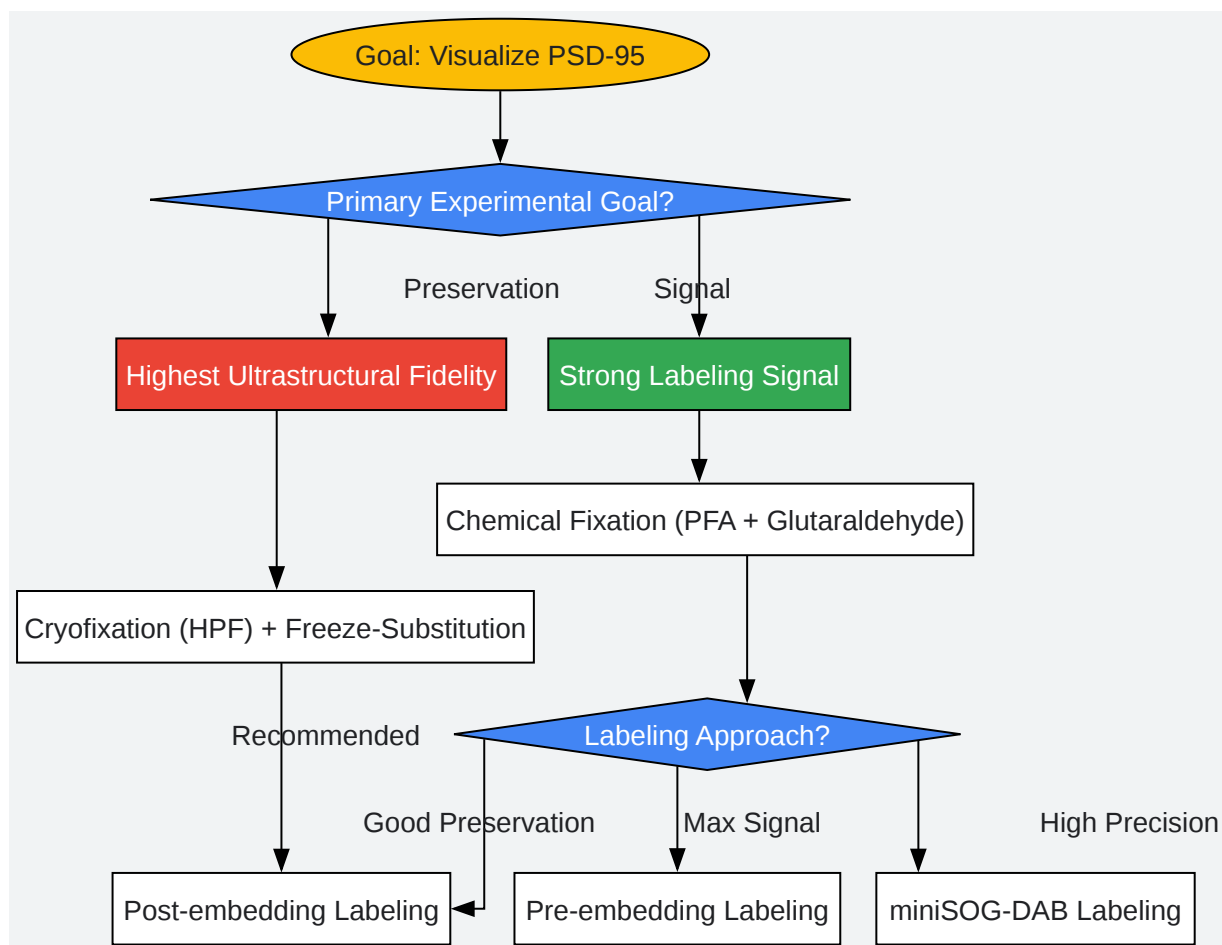 Goal: Visualize PSD-95
Primary Experimental Goal?
Preservation
Signal
Highest Ultrastructural Fidelity
Strong Labeling Signal
Chemical Fixation (PFA + Glutaraldehyde)
Cryofixation (HPF) + Freeze-Substitution
Recommended
Labeling Approach?
Good Preservation
Max Signal
High Precision
Post-embedding Labeling
Pre-embedding Labeling
miniSOG-DAB Labeling